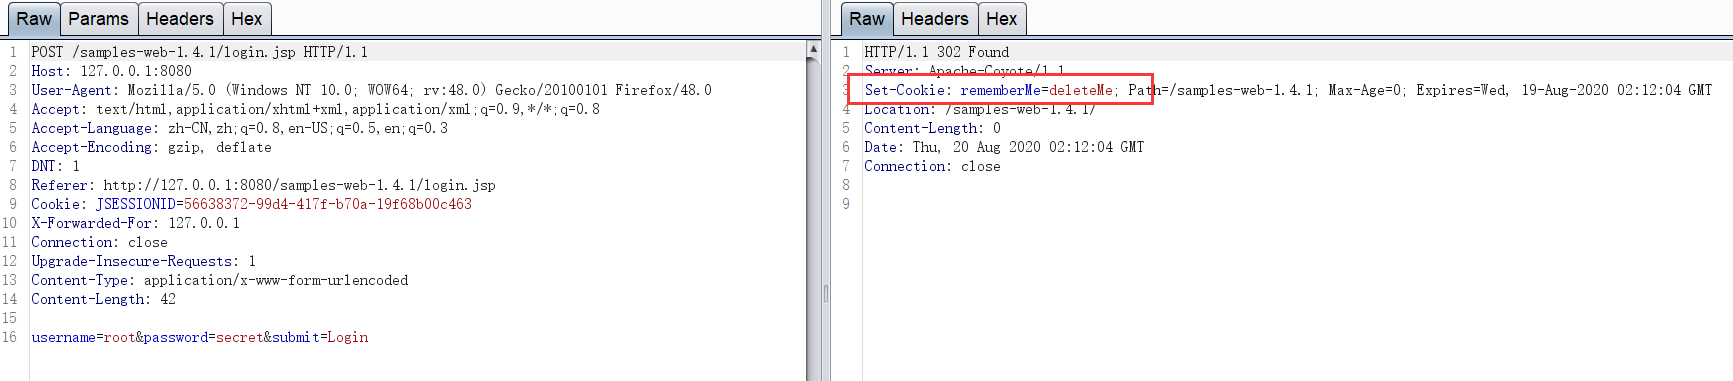 Raw Params Headers Hex
1 POST /samples-web-1.4.1/login.jsp HTTP/1.1
2 Host: 127.0.0.1:8080
3 User-Agent: Mozilla/5.0 (Windows NT 10.0; WOW64; rv:48.0) Gecko/20100101 Firefox/48.0
4 Accept: text/html,application/xhtml+xml,application/xml;q=0.9,*/*;q=0.8
5 Accept-Language: zh-CN,zh;q=0.8,en-US;q=0.5,en;q=0.3
6 Accept-Encoding: gzip, deflate
7 DNT: 1
8 Referer: http://127.0.0.1:8080/samples-web-1.4.1/login.jsp
9 Cookie: JSESSIONID=56638372-99d4-417f-b70a-19f68b00c463
10 X-Forwarded-For: 127.0.0.1
11 Connection: close
12 Upgrade-Insecure-Requests: 1
13 Content-Type: application/x-www-form-urlencoded
14 Content-Length: 42
15
16 username=root&password=secret&submit=Login
Raw Headers Hex
1 HTTP/1.1 302 Found
2 Server: Apache-Coyote/1.1
3 Set-Cookie: rememberMe=deleteMe; Path=/samples-web-1.4.1; Max-Age=0; Expires=Wed, 19-Aug-2020 02:12:04 GMT
4 Location: /samples-web-1.4.1/
5 Content-Length: 0
6 Date: Thu, 20 Aug 2020 02:12:04 GMT
7 Connection: close
8
9